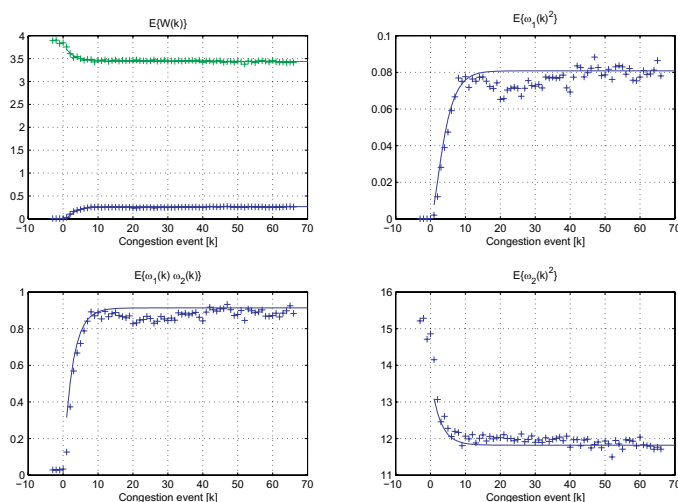 E{W(k)}
4
3.5
3
2.5
2
1.5
1
0.5
0
−10 0 10 20 30 40 50 60 70
Congestion event [k]
E{ω₁(k)²}
0.1
0.08
0.06
0.04
0.02
0
−10 0 10 20 30 40 50 60 70
Congestion event [k]
E{ω₁(k) ω₂(k)}
1
0.8
0.6
0.4
0.2
0
−10 0 10 20 30 40 50 60 70
Congestion event [k]
E{ω₂(k)²}
16
15
14
13
12
11
−10 0 10 20 30 40 50 60 70
Congestion event [k]